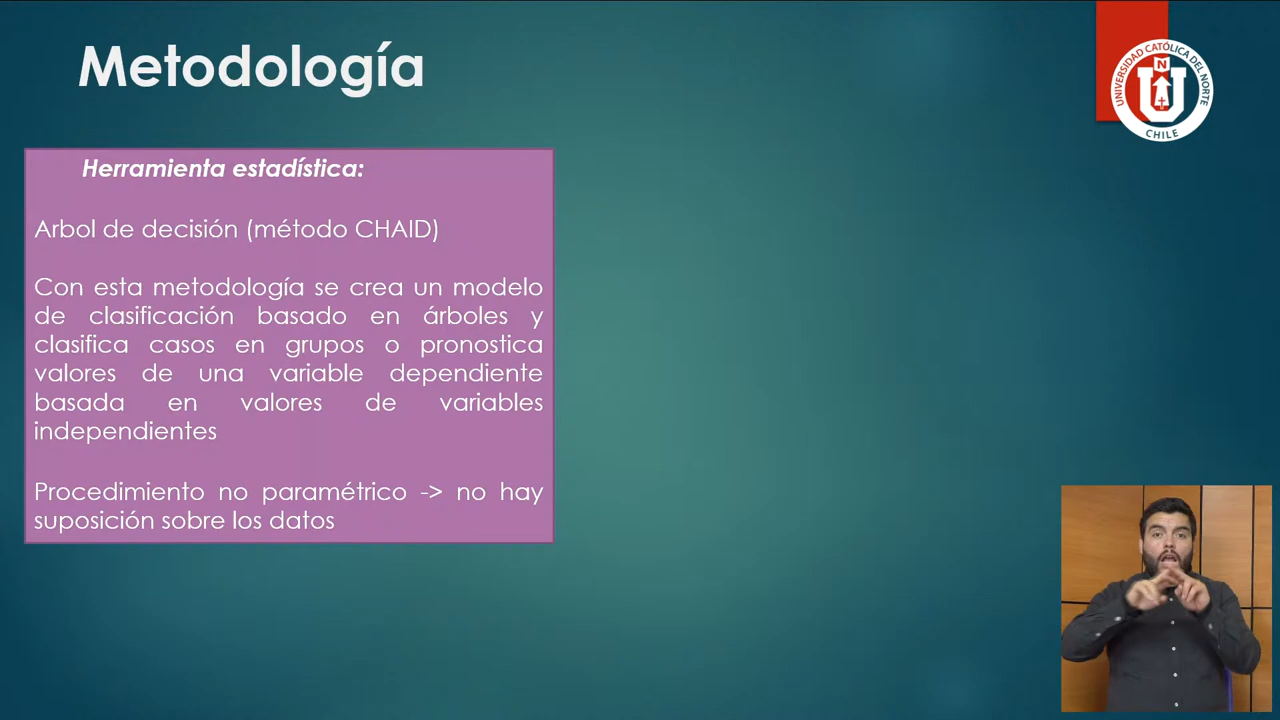 Metodología
UNIVERSIDAD CATÓLICA DEL NORTE
N
U
CHILE
Herramienta estadística:
Arbol de decisión (método CHAID)
Con esta metodología se crea un modelo
de clasificación basado en árboles y
clasifica casos en grupos o pronostica
valores de una variable dependiente
basada en valores de variables
independientes
Procedimiento no paramétrico -> no hay
suposición sobre los datos